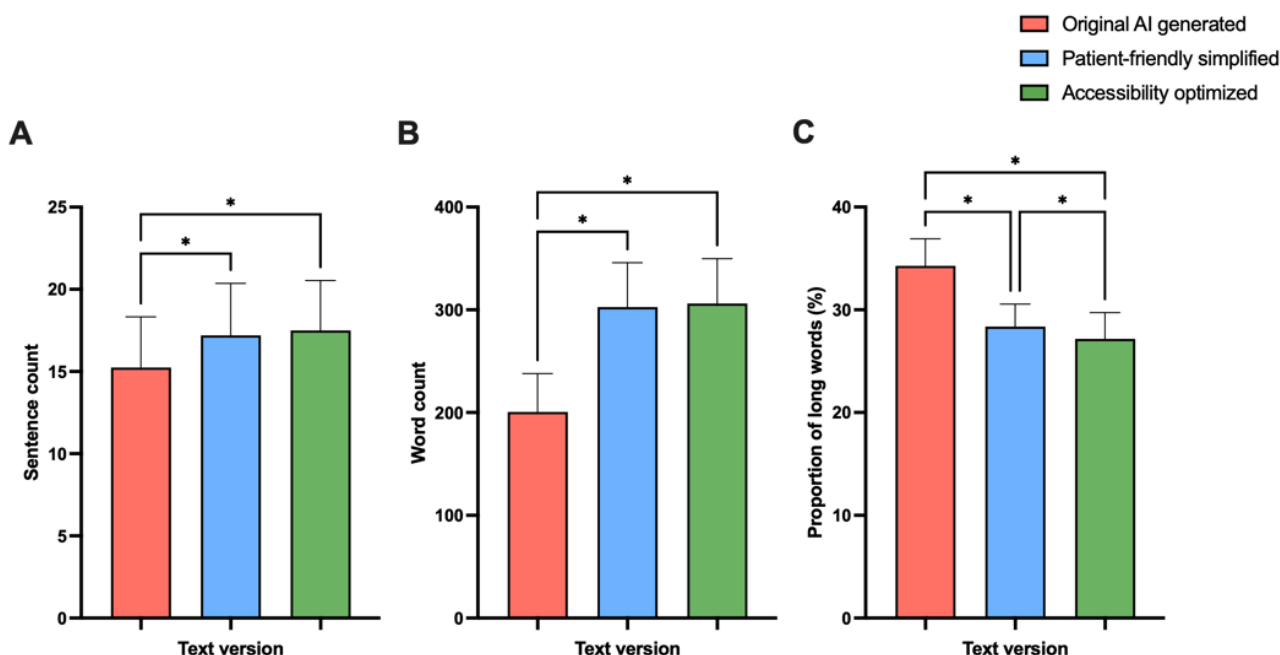 Original AI generated
Patient-friendly simplified
Accessibility optimized
A
B
C
*
*
*
*
*
*
*
Sentence count
25
20
15
10
5
0
Text version
Word count
400
300
200
100
0
Text version
Proportion of long words (%)
40
30
20
10
0
Text version